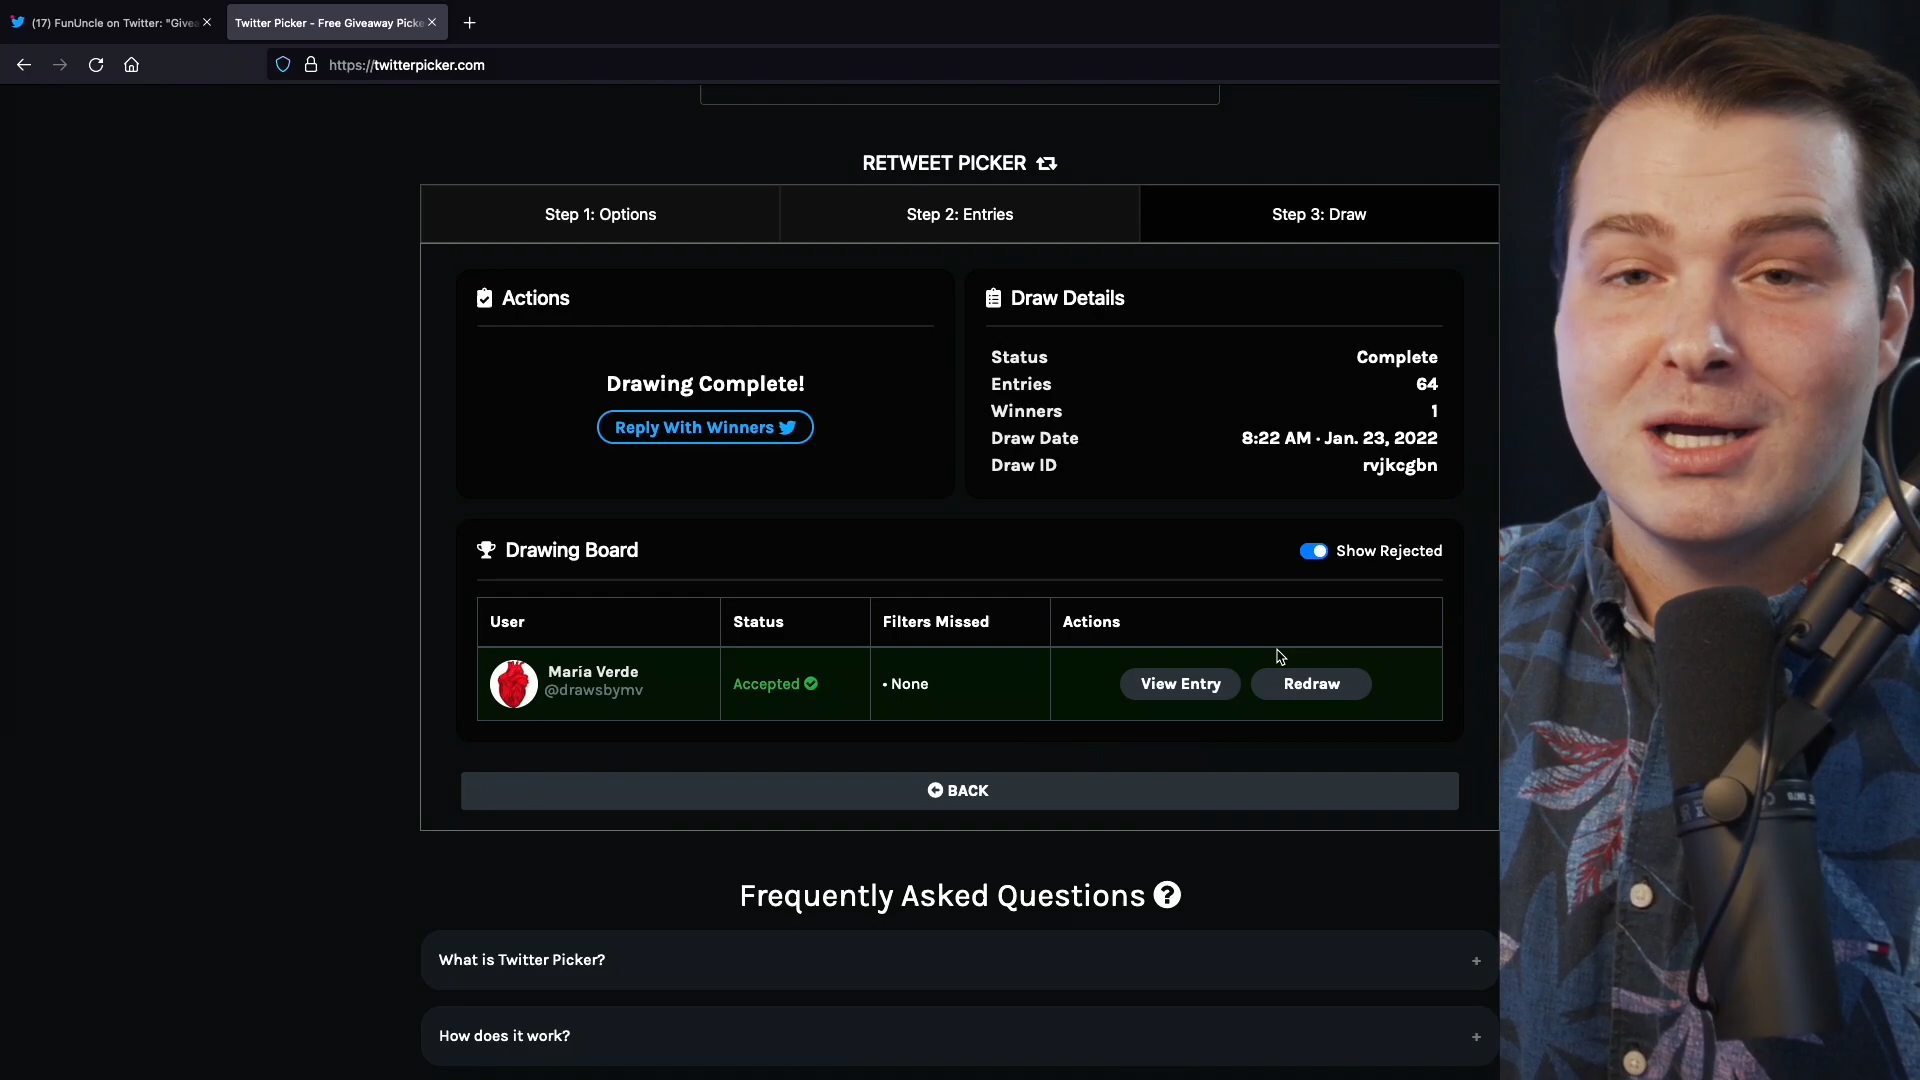 (17) FunUncle on Twitter: "Givea
Twitter Picker - Free Giveaway Picke
https://twitterpicker.com
RETWEET PICKER
Step 1: Options
Step 2: Entries
Step 3: Draw
Actions
Drawing Complete!
Reply With Winners
Draw Details
Status Complete
Entries 64
Winners 1
Draw Date 8:22 AM · Jan. 23, 2022
Draw ID rvjkcgbn
Drawing Board
Show Rejected
User Status Filters Missed Actions
María Verde
@drawsbymv
Accepted
• None
View Entry
Redraw
BACK
Frequently Asked Questions ?
What is Twitter Picker? +
How does it work? +